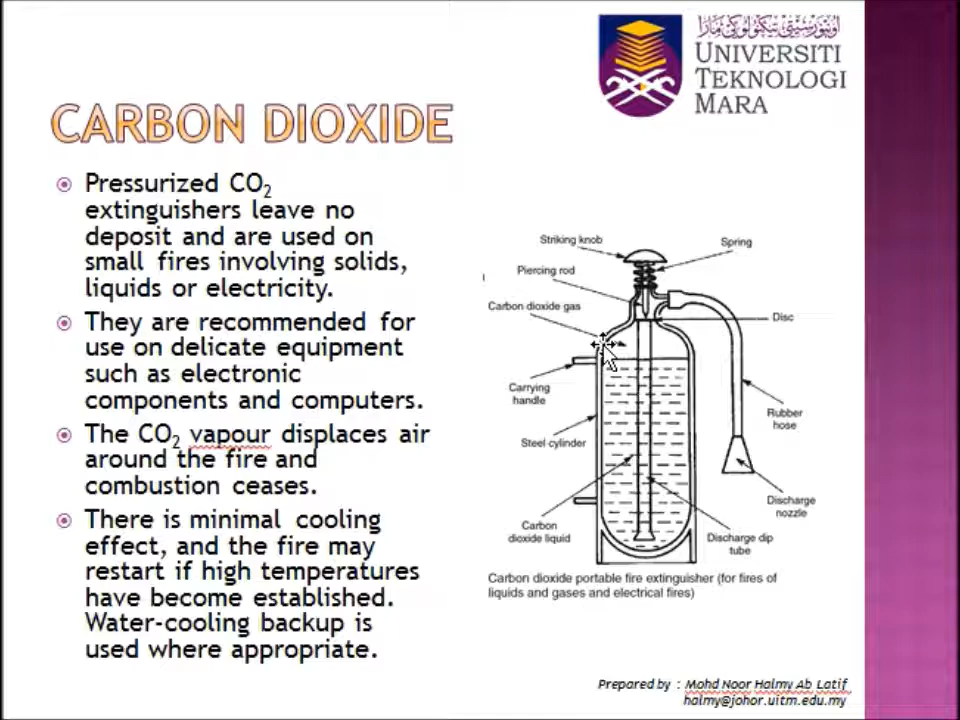 اونيۏرسيتي تيكنولوݢي مارا
UNIVERSITI
TEKNOLOGI
MARA
CARBON DIOXIDE
Pressurized CO₂
extinguishers leave no
deposit and are used on
small fires involving solids,
liquids or electricity.
They are recommended for
use on delicate equipment
such as electronic
components and computers.
The CO₂ vapour displaces air
around the fire and
combustion ceases.
There is minimal cooling
effect, and the fire may
restart if high temperatures
have become established.
Water-cooling backup is
used where appropriate.
Striking knob
Spring
Piercing rod
Carbon dioxide gas
Disc
Carrying
handle
Rubber
hose
Steel cylinder
Discharge
nozzle
Carbon
dioxide liquid
Discharge dip
tube
Carbon dioxide portable fire extinguisher (for fires of
liquids and gases and electrical fires)
Prepared by : Mohd Noor Halmy Ab Latif
halmy@johor.uitm.edu.my